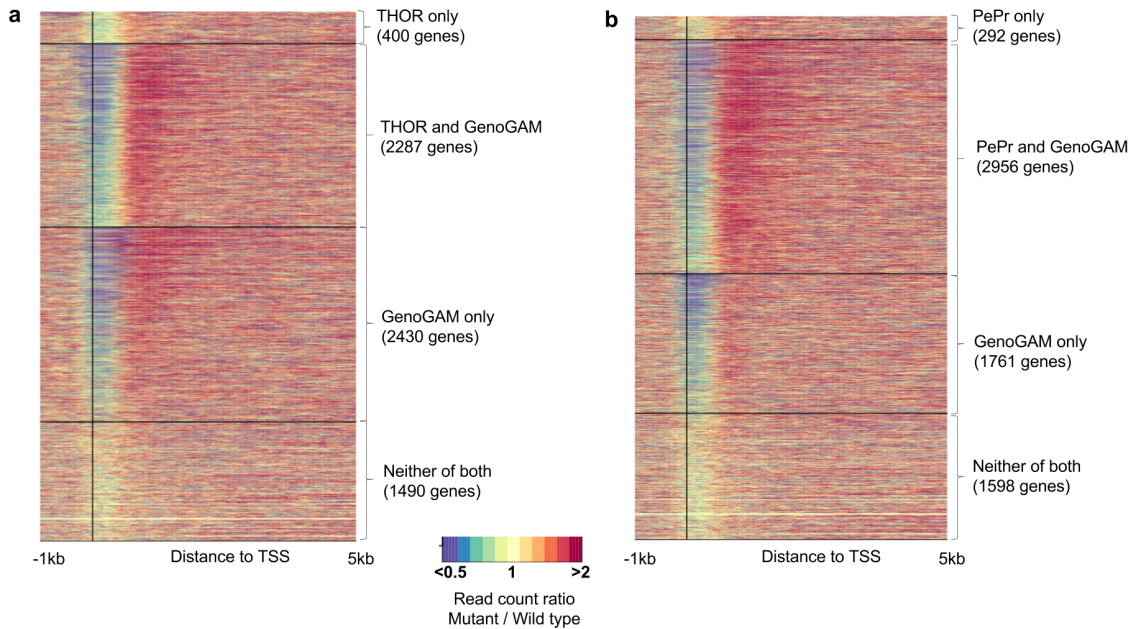 a
THOR only
(400 genes)
THOR and GenoGAM
(2287 genes)
GenoGAM only
(2430 genes)
Neither of both
(1490 genes)
-1kb
Distance to TSS
5kb
b
PePr only
(292 genes)
PePr and GenoGAM
(2956 genes)
GenoGAM only
(1761 genes)
Neither of both
(1598 genes)
-1kb
Distance to TSS
5kb
<0.5
1
>2
Read count ratio
Mutant / Wild type